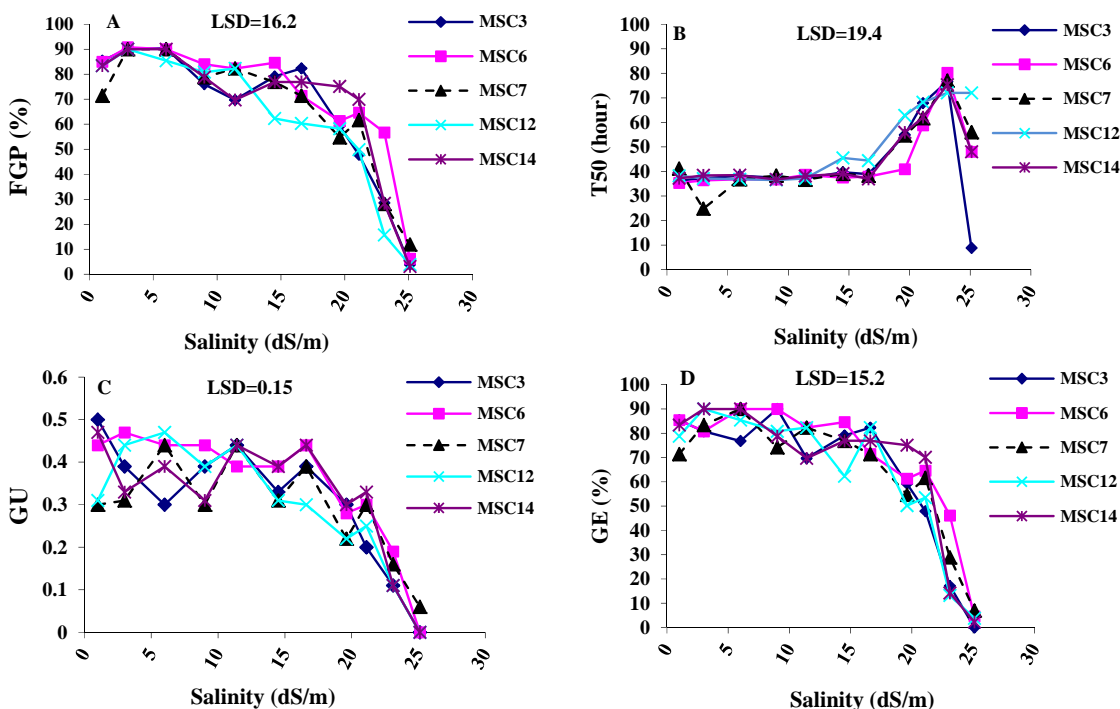 A
LSD=16.2
FGP (%)
100
90
80
70
60
50
40
30
20
10
0
0 5 10 15 20 25 30
Salinity (dS/m)
MSC3
MSC6
MSC7
MSC12
MSC14
B
LSD=19.4
T50 (hour)
100
90
80
70
60
50
40
30
20
10
0
0 5 10 15 20 25 30
Salinity (dS/m)
MSC3
MSC6
MSC7
MSC12
MSC14
C
LSD=0.15
GU
0.6
0.5
0.4
0.3
0.2
0.1
0
0 5 10 15 20 25 30
Salinity (dS/m)
MSC3
MSC6
MSC7
MSC12
MSC14
D
LSD=15.2
GE (%)
100
90
80
70
60
50
40
30
20
10
0
0 5 10 15 20 25 30
Salinity (dS/m)
MSC3
MSC6
MSC7
MSC12
MSC14